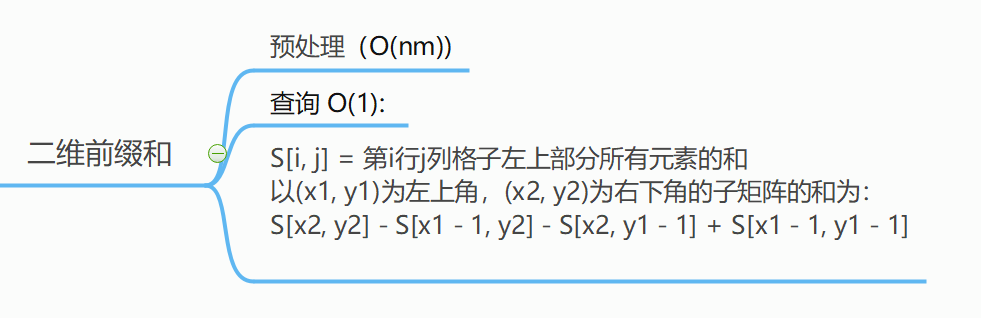 预处理（O(nm))
查询 O(1):
二维前缀和
S[i, j] = 第i行j列格子左上部分所有元素的和
以(x1, y1)为左上角，(x2, y2)为右下角的子矩阵的和为：
S[x2, y2] - S[x1 - 1, y2] - S[x2, y1 - 1] + S[x1 - 1, y1 - 1]